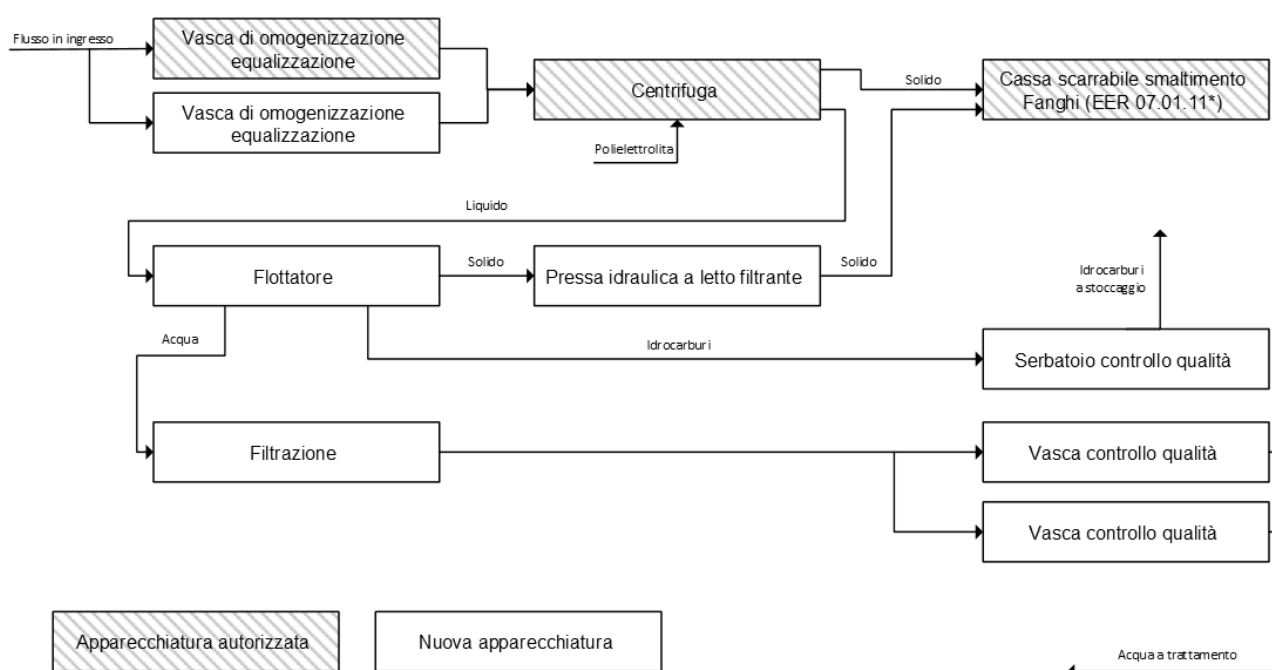 Flusso in ingresso
Vasca di omogenizzazione
equalizzazione
Vasca di omogenizzazione
equalizzazione
Centrifuga
Solido
Cassa scarrabile smaltimento
Fanghi (EER 07.01.11*)
Polielettrolita
Liquido
Flottatore
Solido
Pressa idraulica a letto filtrante
Solido
Idrocarburi
a stoccaggio
Acqua
Idrocarburi
Serbatoio controllo qualità
Filtrazione
Vasca controllo qualità
Vasca controllo qualità
Apparecchiatura autorizzata
Nuova apparecchiatura
Acqua a trattamento